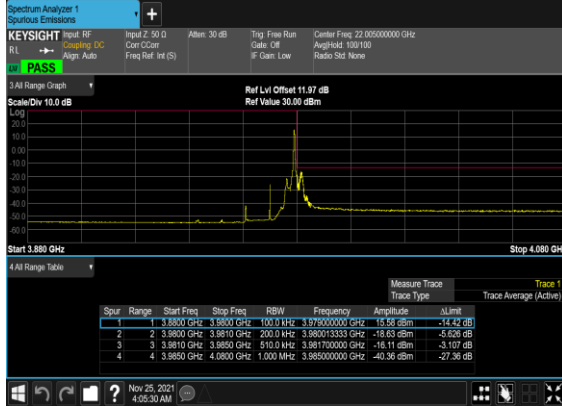 Spectrum Analyzer 1
Spurious Emissions
+
KEYSIGHT Input: RF Input Z: 50 Ω Atten: 30 dB Trig: Free Run Center Freq: 22.005000000 GHz
RL Coupling: DC Corr CCorr Gate: Off Avg|Hold: 100/100
Align: Auto Freq Ref: Int (S) IF Gain: Low Radio Std: None
PASS
3 All Range Graph
Ref Lvl Offset 11.97 dB
Scale/Div 10.0 dB Ref Value 30.00 dBm
Log
20.0
10.0
0.00
-10.0
-20.0
-30.0
-40.0
-50.0
-60.0
Start 3.880 GHz Stop 4.080 GH
4 All Range Table
Measure Trace Trace 1
Trace Type Trace Average (Active)
Spur Range Start Freq Stop Freq RBW Frequency Amplitude ΔLimit
1 1 3.8800 GHz 3.9800 GHz 100.0 kHz 3.979000000 GHz 15.58 dBm -14.42 dB
2 2 3.9800 GHz 3.9810 GHz 200.0 kHz 3.980013333 GHz -18.63 dBm -5.626 dB
3 3 3.9810 GHz 3.9850 GHz 510.0 kHz 3.981700000 GHz -16.11 dBm -3.107 dB
4 4 3.9850 GHz 4.0800 GHz 1.000 MHz 3.985000000 GHz -40.36 dBm -27.36 dB
? Nov 25, 2021
4:05:30 AM